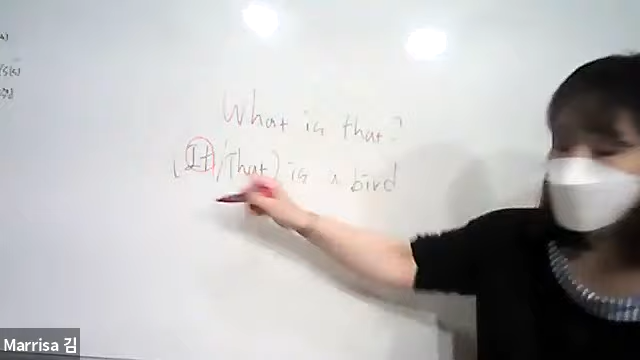 What is that?
(It/That) is a bird
Marrisa 김